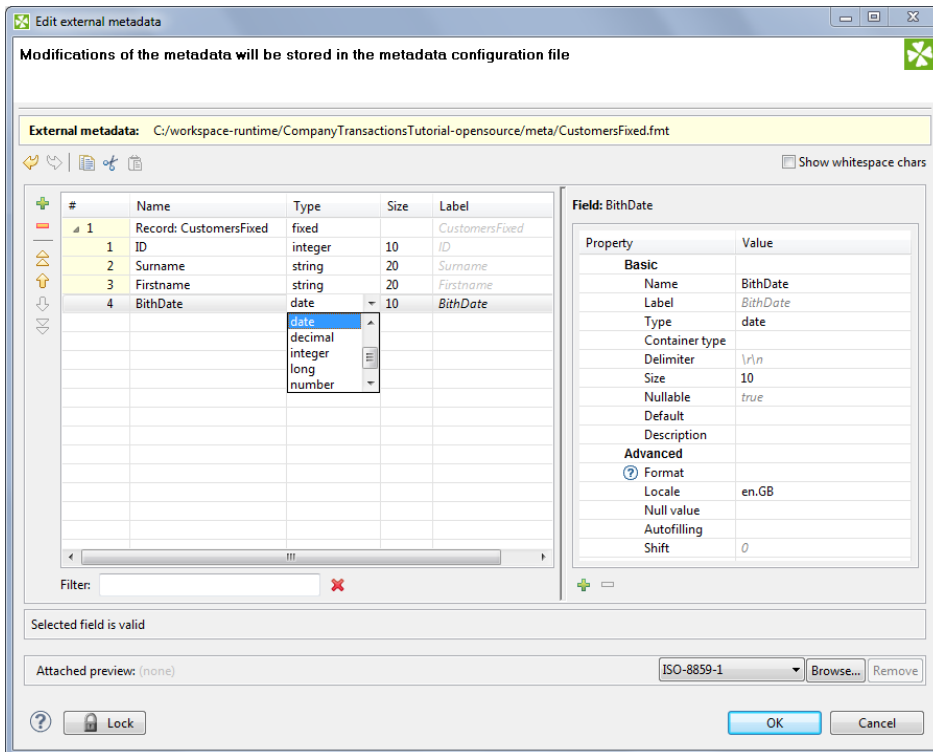 Edit external metadata
Modifications of the metadata will be stored in the metadata configuration file
External metadata: C:/workspace-runtime/CompanyTransactionsTutorial-opensource/meta/CustomersFixed.fmt
Show whitespace chars
# Name Type Size Label
1 Record: CustomersFixed fixed CustomersFixed
1 ID integer 10 ID
2 Surname string 20 Surname
3 Firstname string 20 Firstname
4 BithDate date 10 BithDate
date
decimal
integer
long
number
Filter:
Field: BithDate
Property Value
Basic
Name BithDate
Label BithDate
Type date
Container type
Delimiter \r\n
Size 10
Nullable true
Default
Description
Advanced
? Format
Locale en.GB
Null value
Autofilling
Shift 0
Selected field is valid
Attached preview: (none) ISO-8859-1 Browse... Remove
? Lock OK Cancel